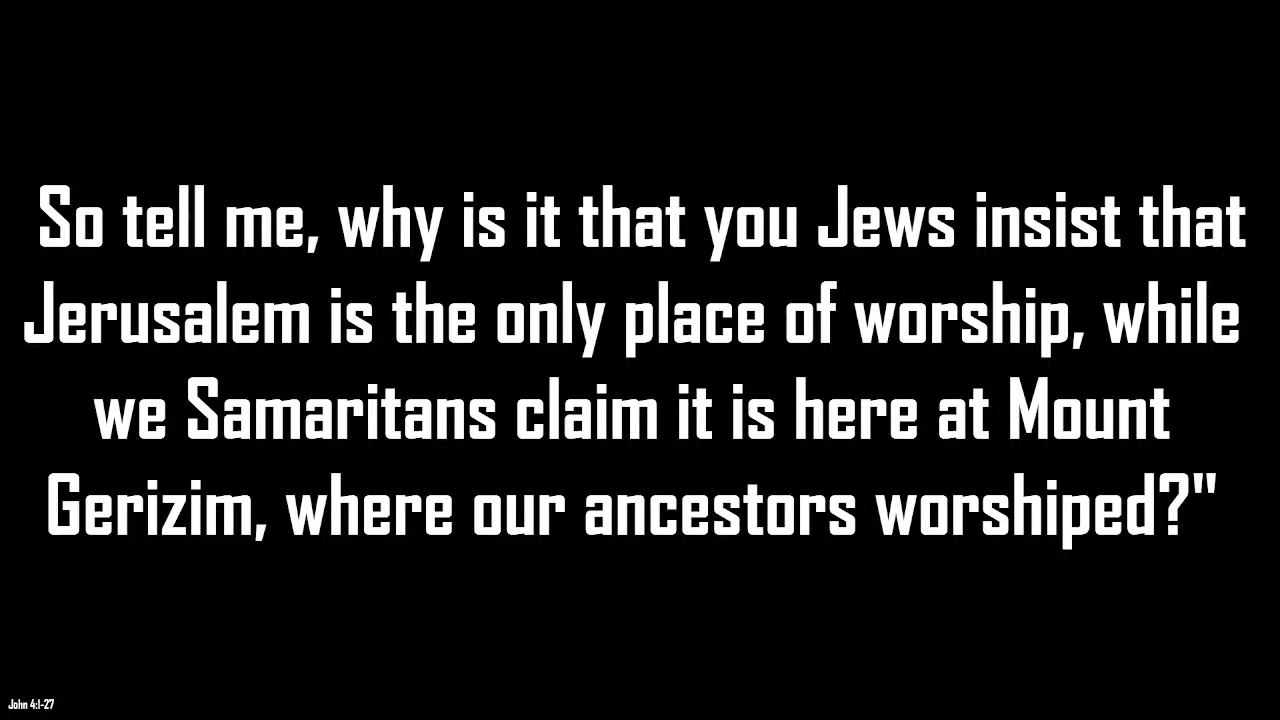 So tell me, why is it that you Jews insist that
Jerusalem is the only place of worship, while
we Samaritans claim it is here at Mount
Gerizim, where our ancestors worshiped?"
John 4:1-27